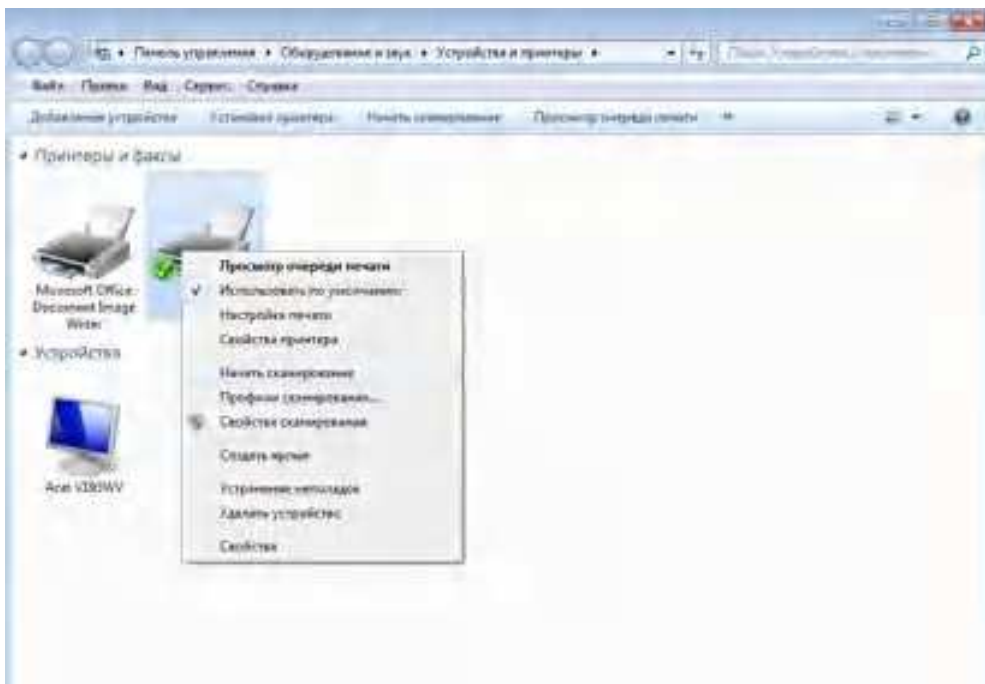 Панель управления Оборудование и звук Устройства и принтеры
Файл Правка Вид Сервис Справка
Добавление устройства Установка принтера Начать сканирование Просмотр очереди печати »
Принтеры и факсы
Microsoft Office
Document Image
Writer
Просмотр очереди печати
Использовать по умолчанию
Настройка печати
Свойства принтера
Начать сканирование
Профили сканирования...
Свойства сканирования
Создать ярлык
Устранение неполадок
Удалить устройство
Свойства
Устройства
Acer